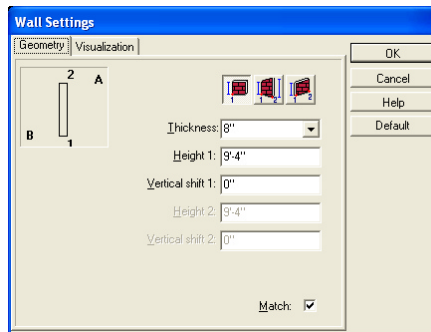 Wall Settings
Geometry Visualization
OK
Cancel
Help
Default
2 A
B 1
1 1 2 1 2
Thickness: 8"
Height 1: 9'-4"
Vertical shift 1: 0"
Height 2: 9'-4"
Vertical shift 2: 0"
Match: